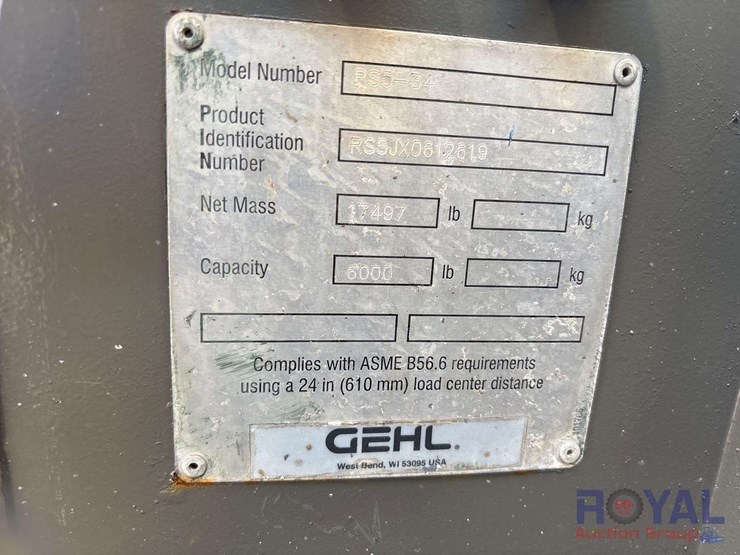 Model Number RS5-34
Product
Identification
Number RS5JX0612619
Net Mass 17497 lb kg
Capacity 6000 lb kg
Complies with ASME B56.6 requirements
using a 24 in (610 mm) load center distance
GEHL®
West Bend, WI 53095 USA
ROYAL
Auction Group